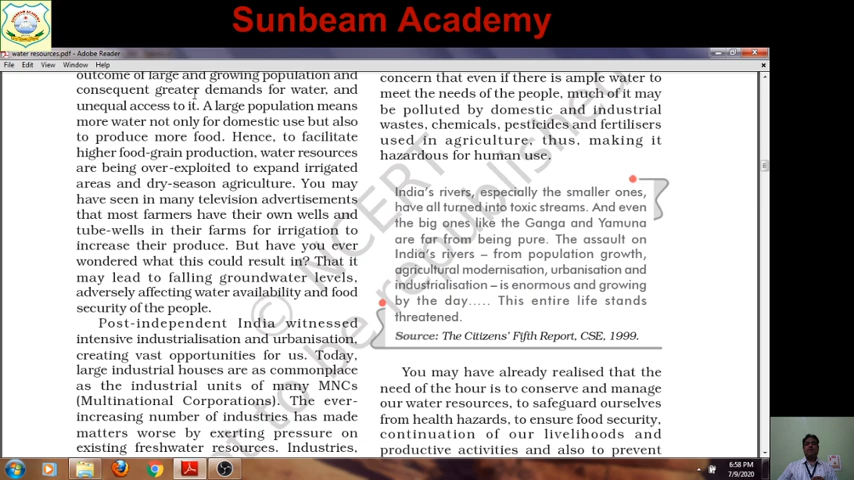 Sunbeam Academy
water resources.pdf - Adobe Reader
File Edit View Window Help
outcome of large and growing population and
consequent greater demands for water, and
unequal access to it. A large population means
more water not only for domestic use but also
to produce more food. Hence, to facilitate
higher food-grain production, water resources
are being over-exploited to expand irrigated
areas and dry-season agriculture. You may
have seen in many television advertisements
that most farmers have their own wells and
tube-wells in their farms for irrigation to
increase their produce. But have you ever
wondered what this could result in? That it
may lead to falling groundwater levels,
adversely affecting water availability and food
security of the people.
Post-independent India witnessed
intensive industrialisation and urbanisation,
creating vast opportunities for us. Today,
large industrial houses are as commonplace
as the industrial units of many MNCs
(Multinational Corporations). The ever-
increasing number of industries has made
matters worse by exerting pressure on
existing freshwater resources. Industries,
concern that even if there is ample water to
meet the needs of the people, much of it may
be polluted by domestic and industrial
wastes, chemicals, pesticides and fertilisers
used in agriculture, thus, making it
hazardous for human use.
India's rivers, especially the smaller ones,
have all turned into toxic streams. And even
the big ones like the Ganga and Yamuna
are far from being pure. The assault on
India's rivers – from population growth,
agricultural modernisation, urbanisation and
industrialisation – is enormous and growing
by the day..... This entire life stands
threatened.
Source: The Citizens' Fifth Report, CSE, 1999.
You may have already realised that the
need of the hour is to conserve and manage
our water resources, to safeguard ourselves
from health hazards, to ensure food security,
continuation of our livelihoods and
productive activities and also to prevent
© NCERT
to be republished
6:58 PM
7/9/2020